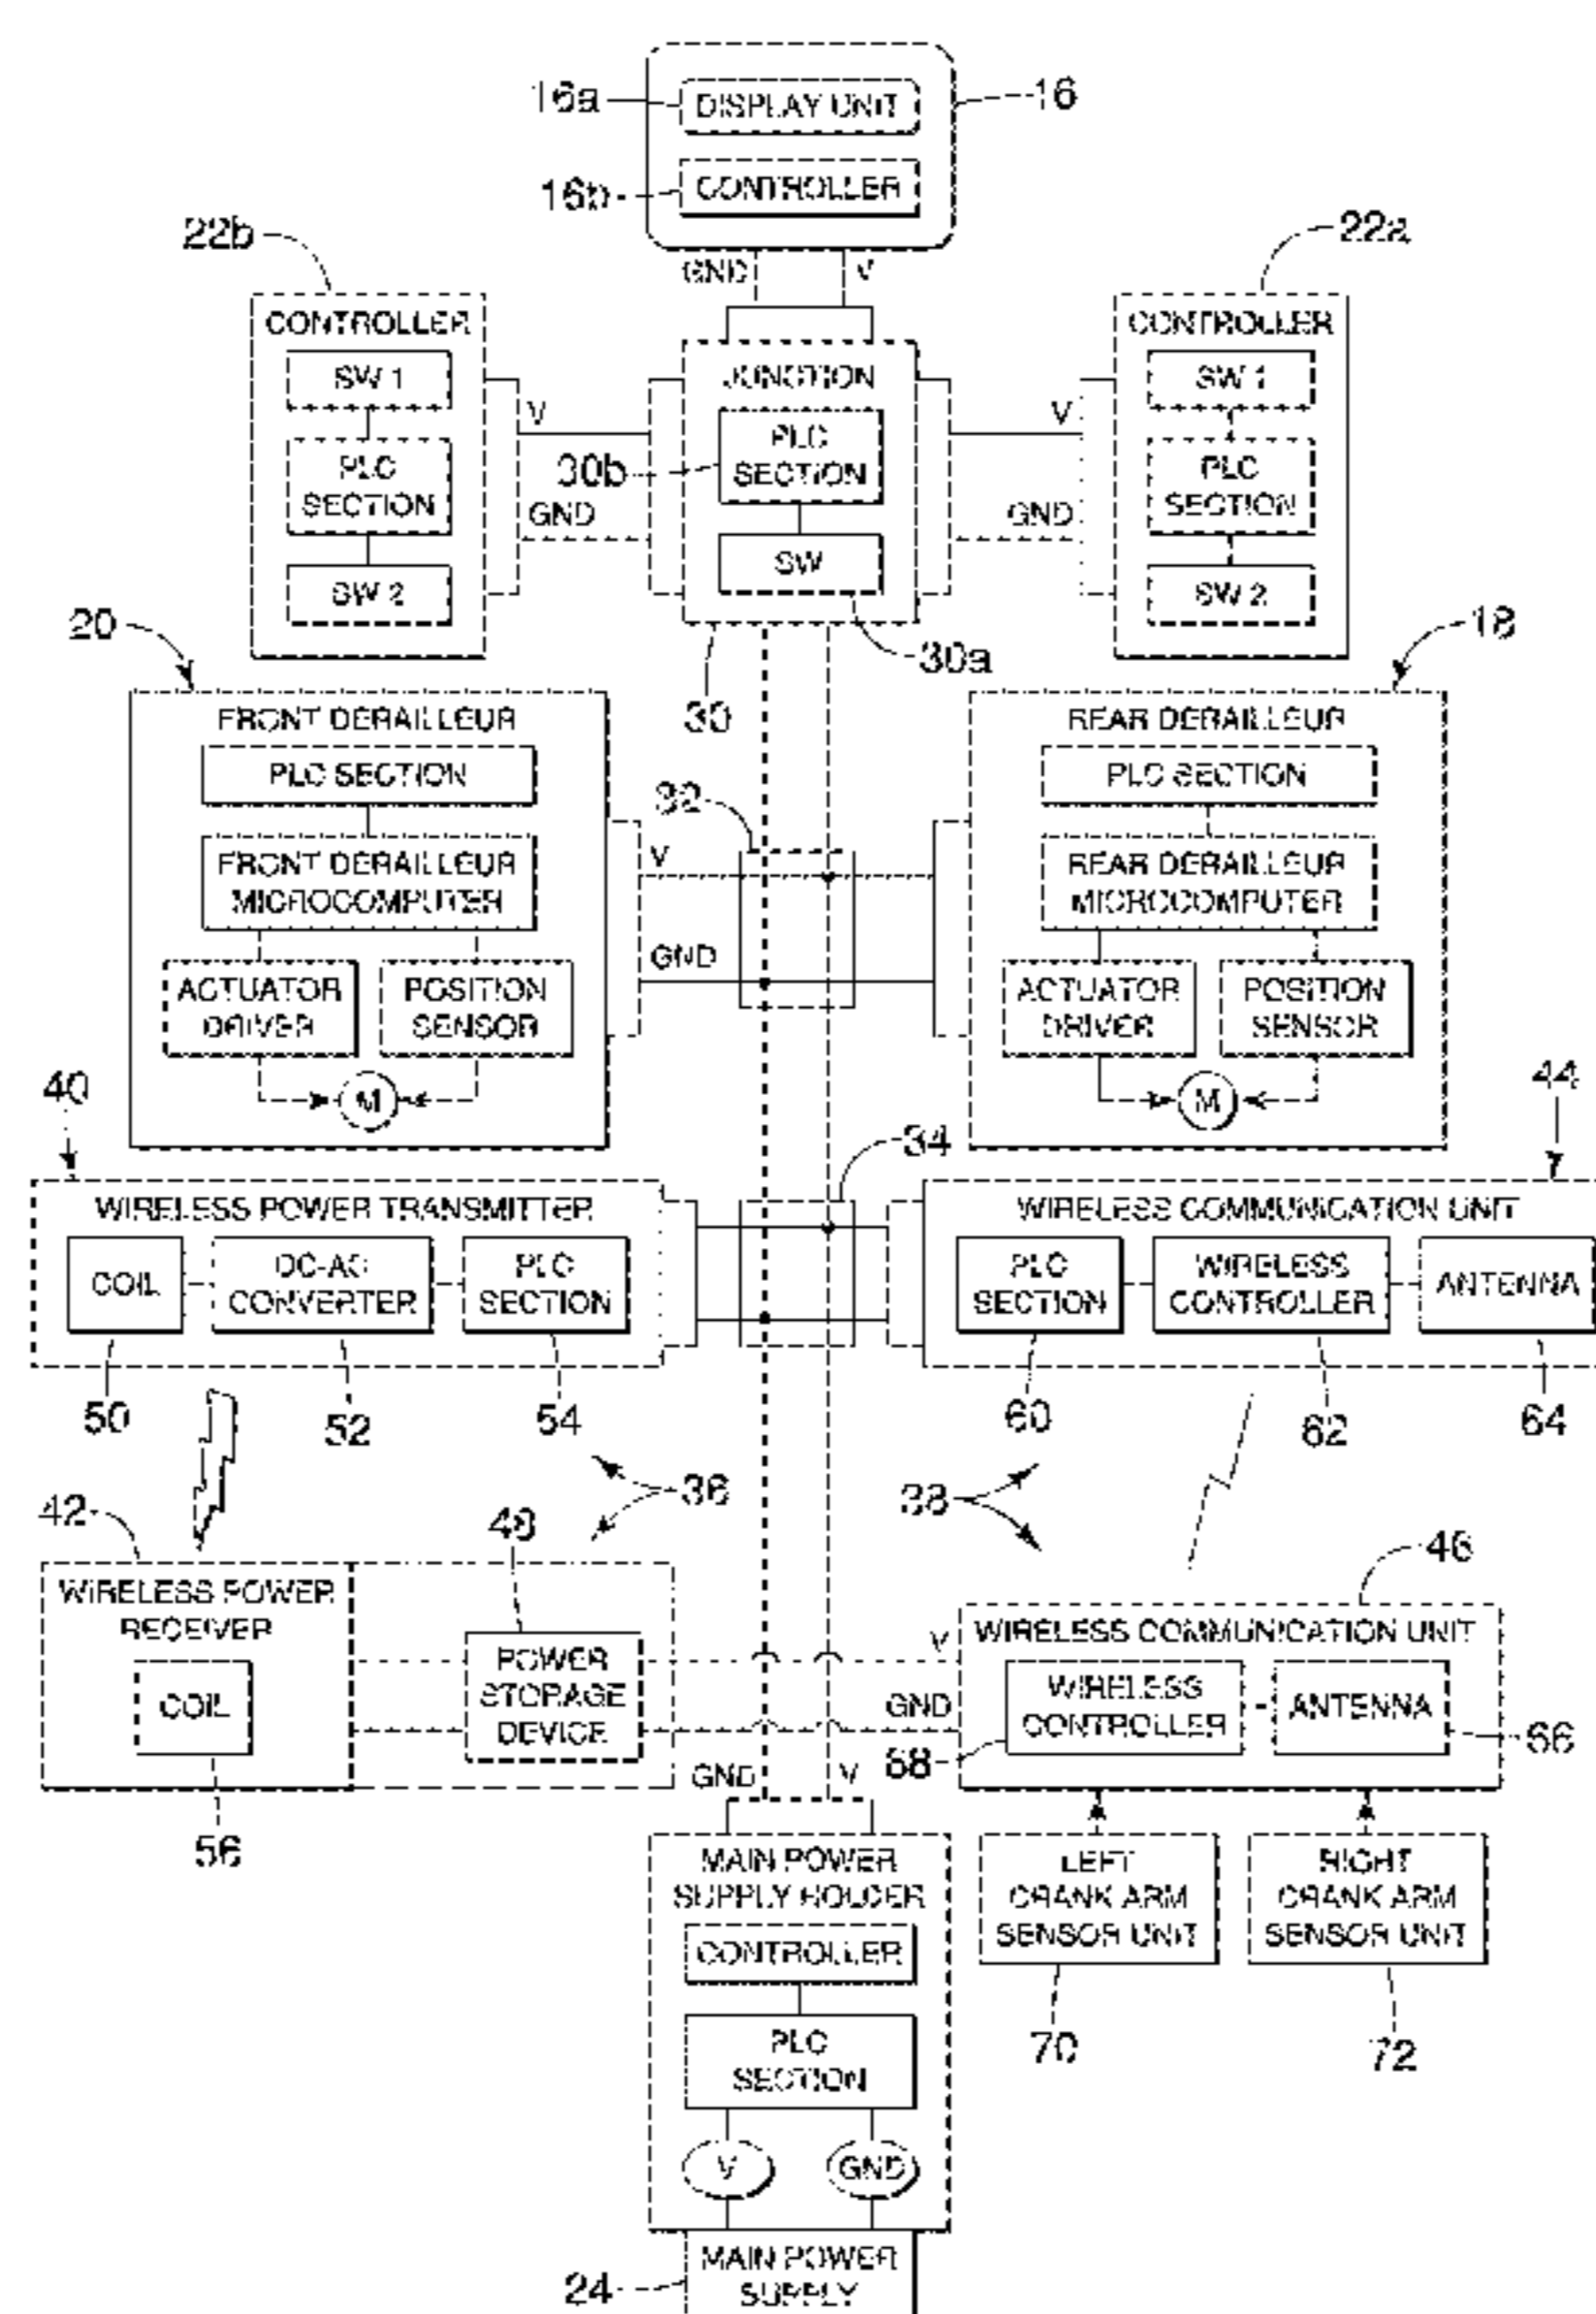 16a
DISPLAY UNIT
16
16b
CONTROLLER
22b
22a
GND
V
CONTROLLER
SW 1
PLC
SECTION
SW 2
V
GND
JUNCTION
PLC
SECTION
SW
30b
30a
30
V
GND
CONTROLLER
SW 1
PLC
SECTION
SW 2
20
18
FRONT DERAILLEUR
PLC SECTION
FRONT DERAILLEUR
MICROCOMPUTER
ACTUATOR
DRIVER
POSITION
SENSOR
M
32
V
GND
REAR DERAILLEUR
PLC SECTION
REAR DERAILLEUR
MICROCOMPUTER
ACTUATOR
DRIVER
POSITION
SENSOR
M
40
34
44
WIRELESS POWER TRANSMITTER
COIL
DC-AC
CONVERTER
PLC
SECTION
WIRELESS COMMUNICATION UNIT
PLC
SECTION
WIRELESS
CONTROLLER
ANTENNA
50
52
54
60
62
64
36
38
42
48
46
WIRELESS POWER
RECEIVER
COIL
POWER
STORAGE
DEVICE
V
GND
WIRELESS COMMUNICATION UNIT
WIRELESS
CONTROLLER
ANTENNA
68
66
56
GND
V
MAIN POWER
SUPPLY HOLDER
CONTROLLER
PLC
SECTION
V
GND
LEFT
CRANK ARM
SENSOR UNIT
RIGHT
CRANK ARM
SENSOR UNIT
70
72
24
MAIN POWER
SUPPLY